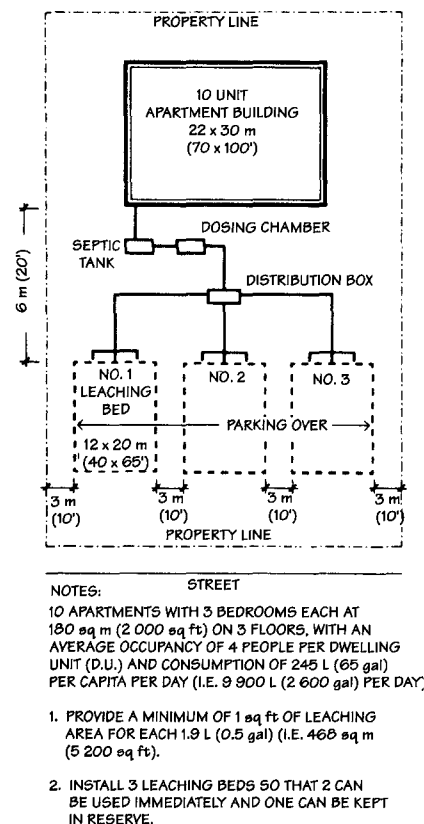 PROPERTY LINE
10 UNIT
APARTMENT BUILDING
22 x 30 m
(70 x 100')
DOSING CHAMBER
SEPTIC
TANK
6 m (20')
DISTRIBUTION BOX
NO. 1
LEACHING
BED
NO. 2
NO. 3
PARKING OVER
12 x 20 m
(40 x 65')
3 m
(10')
3 m
(10')
3 m
(10')
3 m
(10')
PROPERTY LINE
STREET
NOTES:
10 APARTMENTS WITH 3 BEDROOMS EACH AT
180 sq m (2 000 sq ft) ON 3 FLOORS, WITH AN
AVERAGE OCCUPANCY OF 4 PEOPLE PER DWELLING
UNIT (D.U.) AND CONSUMPTION OF 245 L (65 gal)
PER CAPITA PER DAY (I.E. 9 900 L (2 600 gal) PER DAY)
1. PROVIDE A MINIMUM OF 1 sq ft OF LEACHING
AREA FOR EACH 1.9 L (0.5 gal) (I.E. 468 sq m
(5 200 sq ft).
2. INSTALL 3 LEACHING BEDS SO THAT 2 CAN
BE USED IMMEDIATELY AND ONE CAN BE KEPT
IN RESERVE.